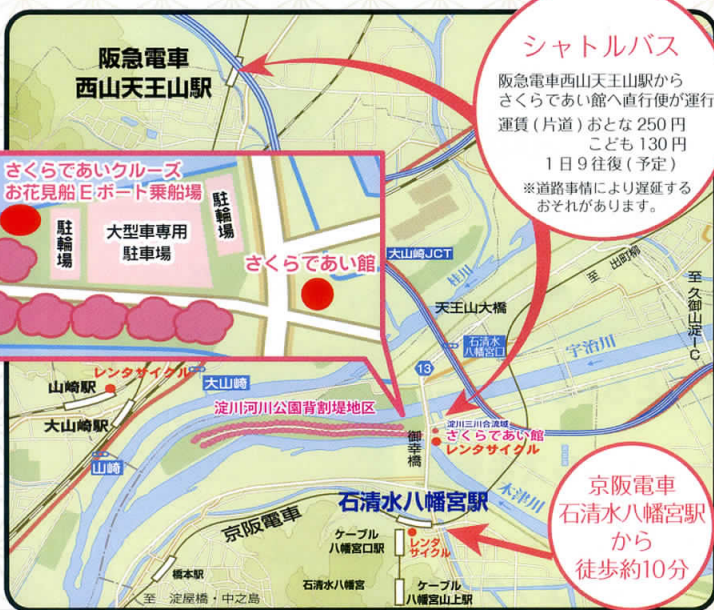 阪急電車
西山天王山駅
シャトルバス
阪急電車西山天王山駅から
さくらであい館へ直行便が運行
運賃(片道)おとな250円
こども130円
1日9往復(予定)
※道路事情により遅延する
おそれがあります。
さくらであいクルーズ
お花見船Eボート乗船場
駐輪場
大型車専用
駐車場
駐輪場
さくらであい館
大山崎JCT
桂川
至 出町柳
至 久御山淀IC
天王山大橋
石清水
八幡宮口
宇治川
13
レンタサイクル
山崎駅
大山崎
大山崎駅
山崎
淀川河川公園背割堤地区
御幸橋
淀川三川合流域
さくらであい館
レンタサイクル
木津川
石清水八幡宮駅
京阪電車
ケーブル
八幡宮口駅
レンタ
サイクル
橋本駅
石清水八幡宮
ケーブル
八幡宮山上駅
至 淀屋橋・中之島
京阪電車
石清水八幡宮駅
から
徒歩約10分